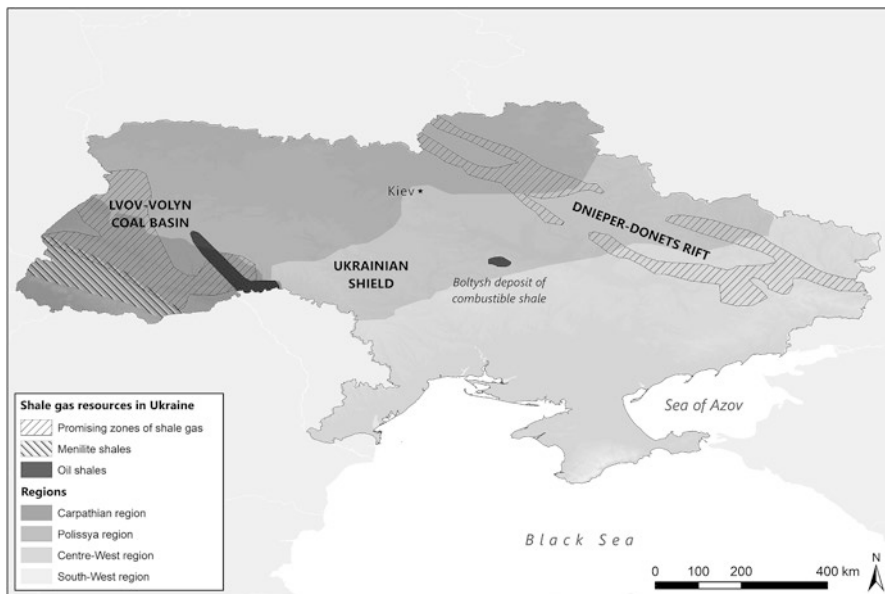 Kiev
LVOV-VOLYN
COAL BASIN
DNIEPER-DONETS RIFT
UKRAINIAN
SHIELD
Boltysh deposit of
combustible shale
Sea of Azov
Black Sea
Shale gas resources in Ukraine
Promising zones of shale gas
Menilite shales
Oil shales
Regions
Carpathian region
Polissya region
Centre-West region
South-West region
N
0 100 200 400 km